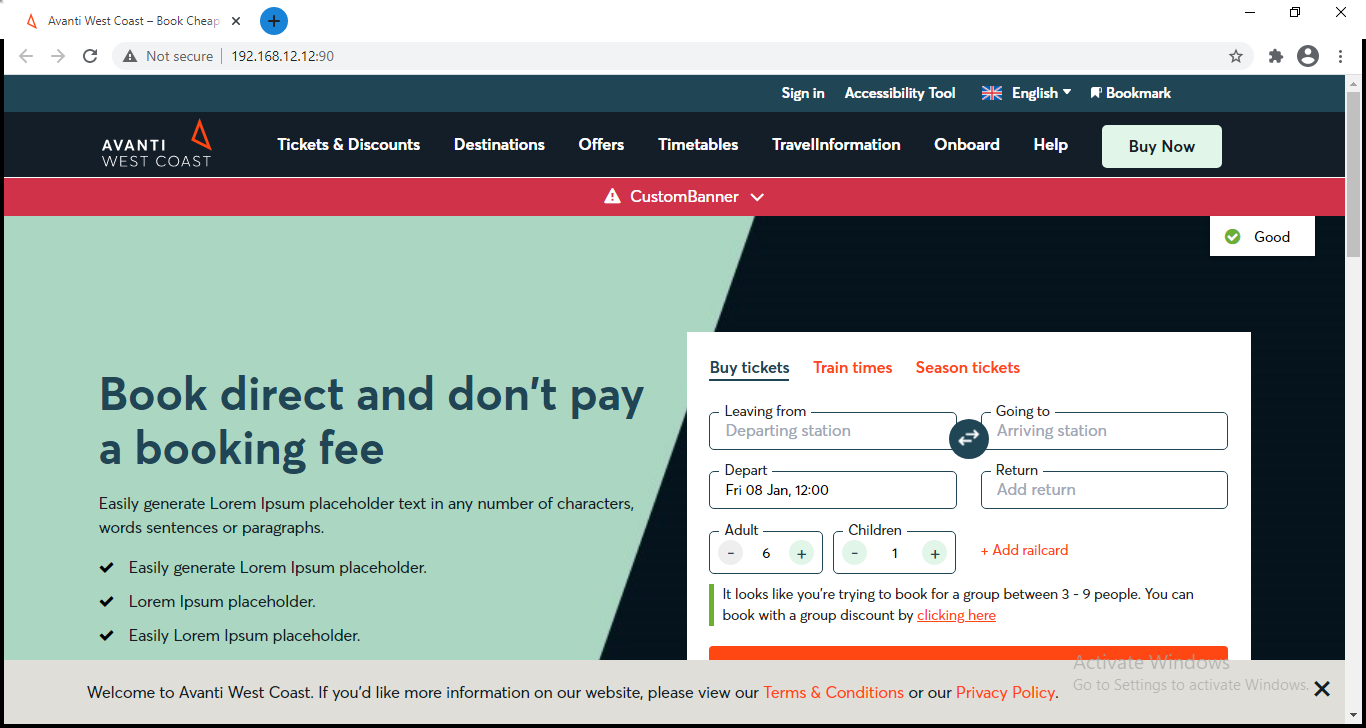 Avanti West Coast – Book Cheap
Not secure 192.168.12.12:90
Sign in Accessibility Tool English Bookmark
AVANTI
WEST COAST
Tickets & Discounts Destinations Offers Timetables TravelInformation Onboard Help Buy Now
CustomBanner
Good
Book direct and don't pay
a booking fee
Easily generate Lorem Ipsum placeholder text in any number of characters,
words sentences or paragraphs.
Easily generate Lorem Ipsum placeholder.
Lorem Ipsum placeholder.
Easily Lorem Ipsum placeholder.
Buy tickets Train times Season tickets
Leaving from Going to
Departing station Arriving station
Depart Return
Fri 08 Jan, 12:00 Add return
Adult Children
- 6 + - 1 + + Add railcard
It looks like you're trying to book for a group between 3 - 9 people. You can
book with a group discount by clicking here
Activate Windows
Go to Settings to activate Windows.
Welcome to Avanti West Coast. If you'd like more information on our website, please view our Terms & Conditions or our Privacy Policy.